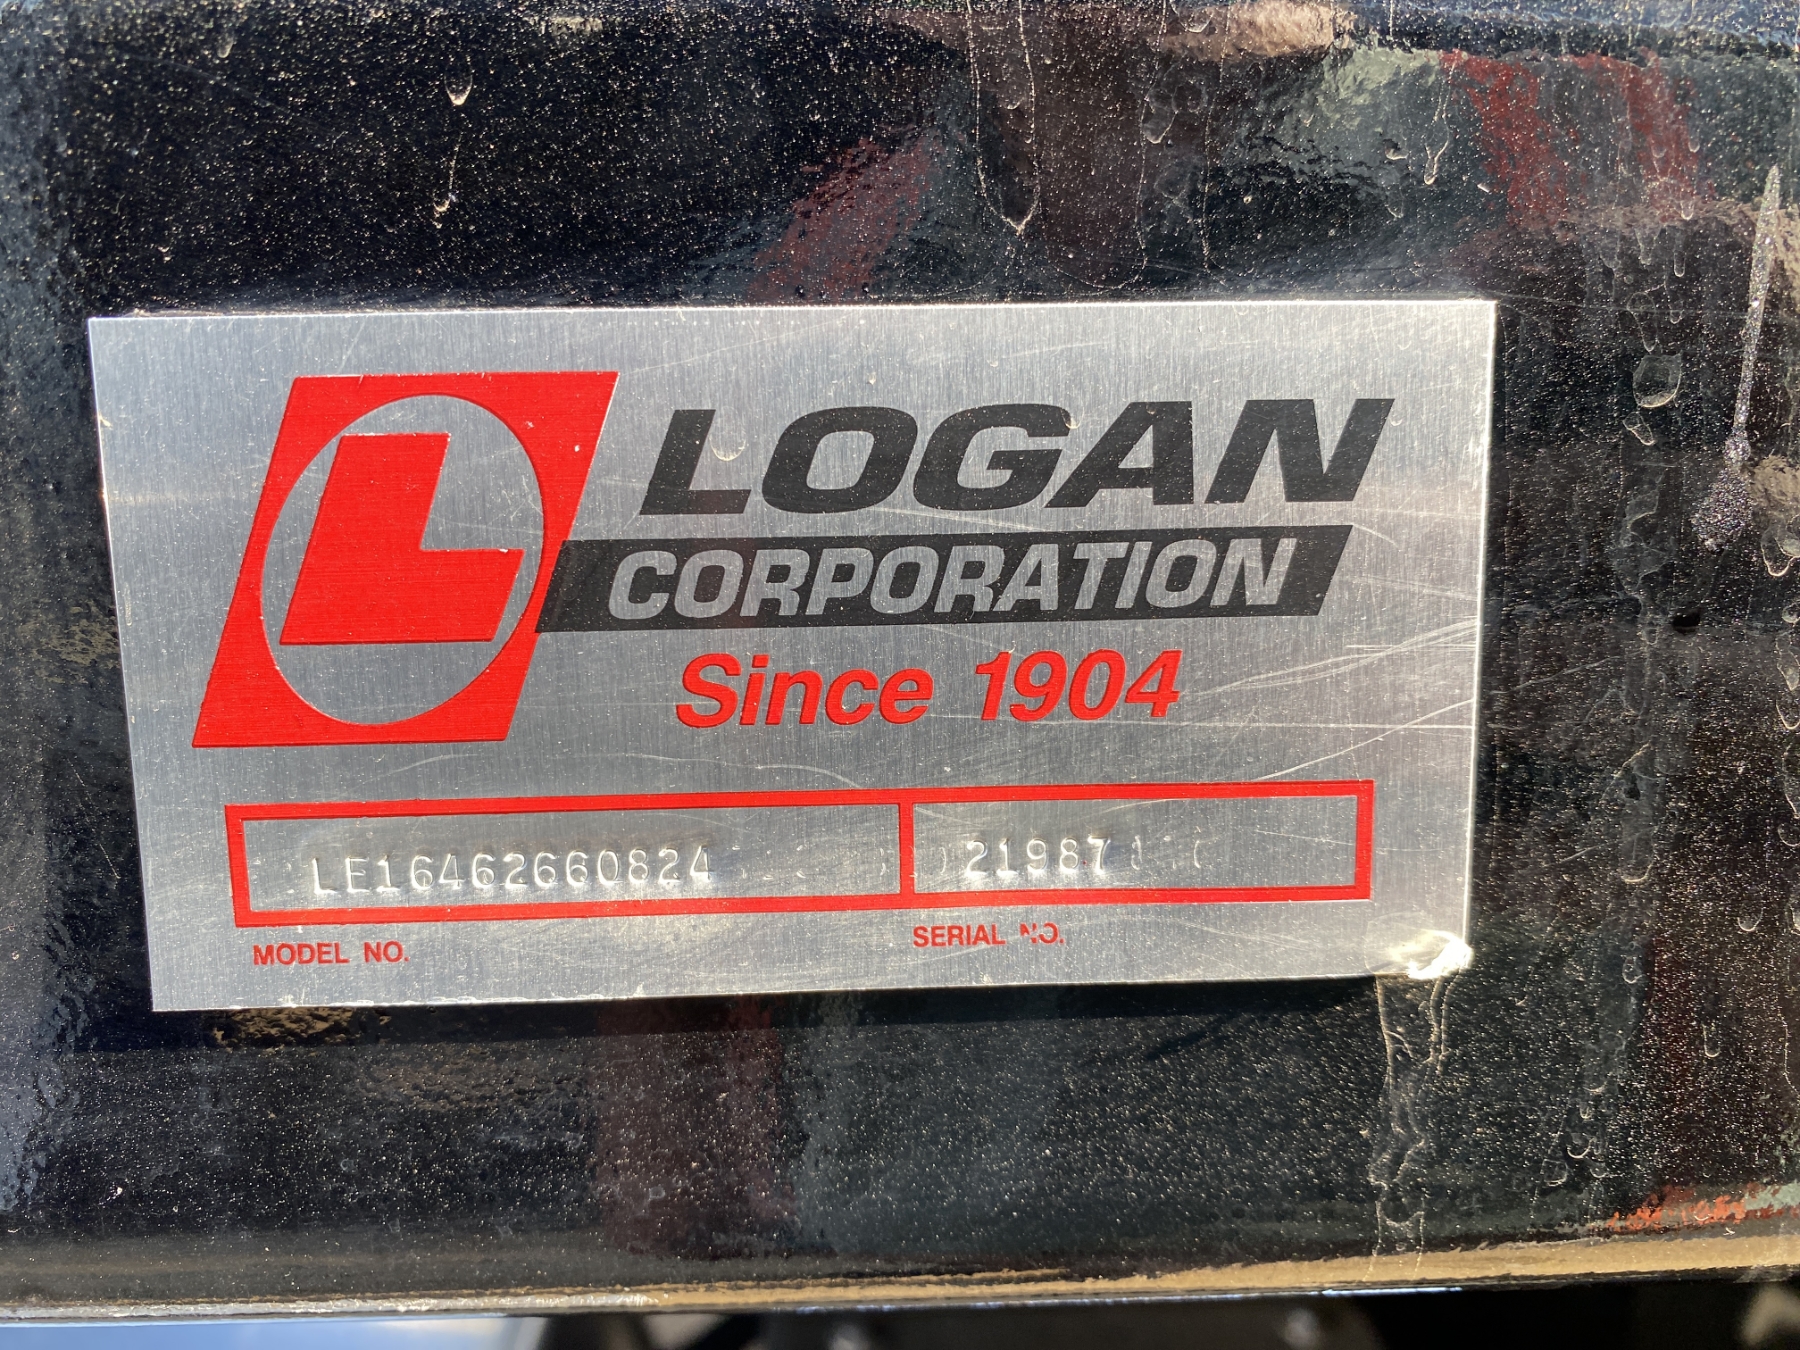 L
LOGAN
CORPORATION
Since 1904
LE16462660824
21987
MODEL NO.
SERIAL NO.